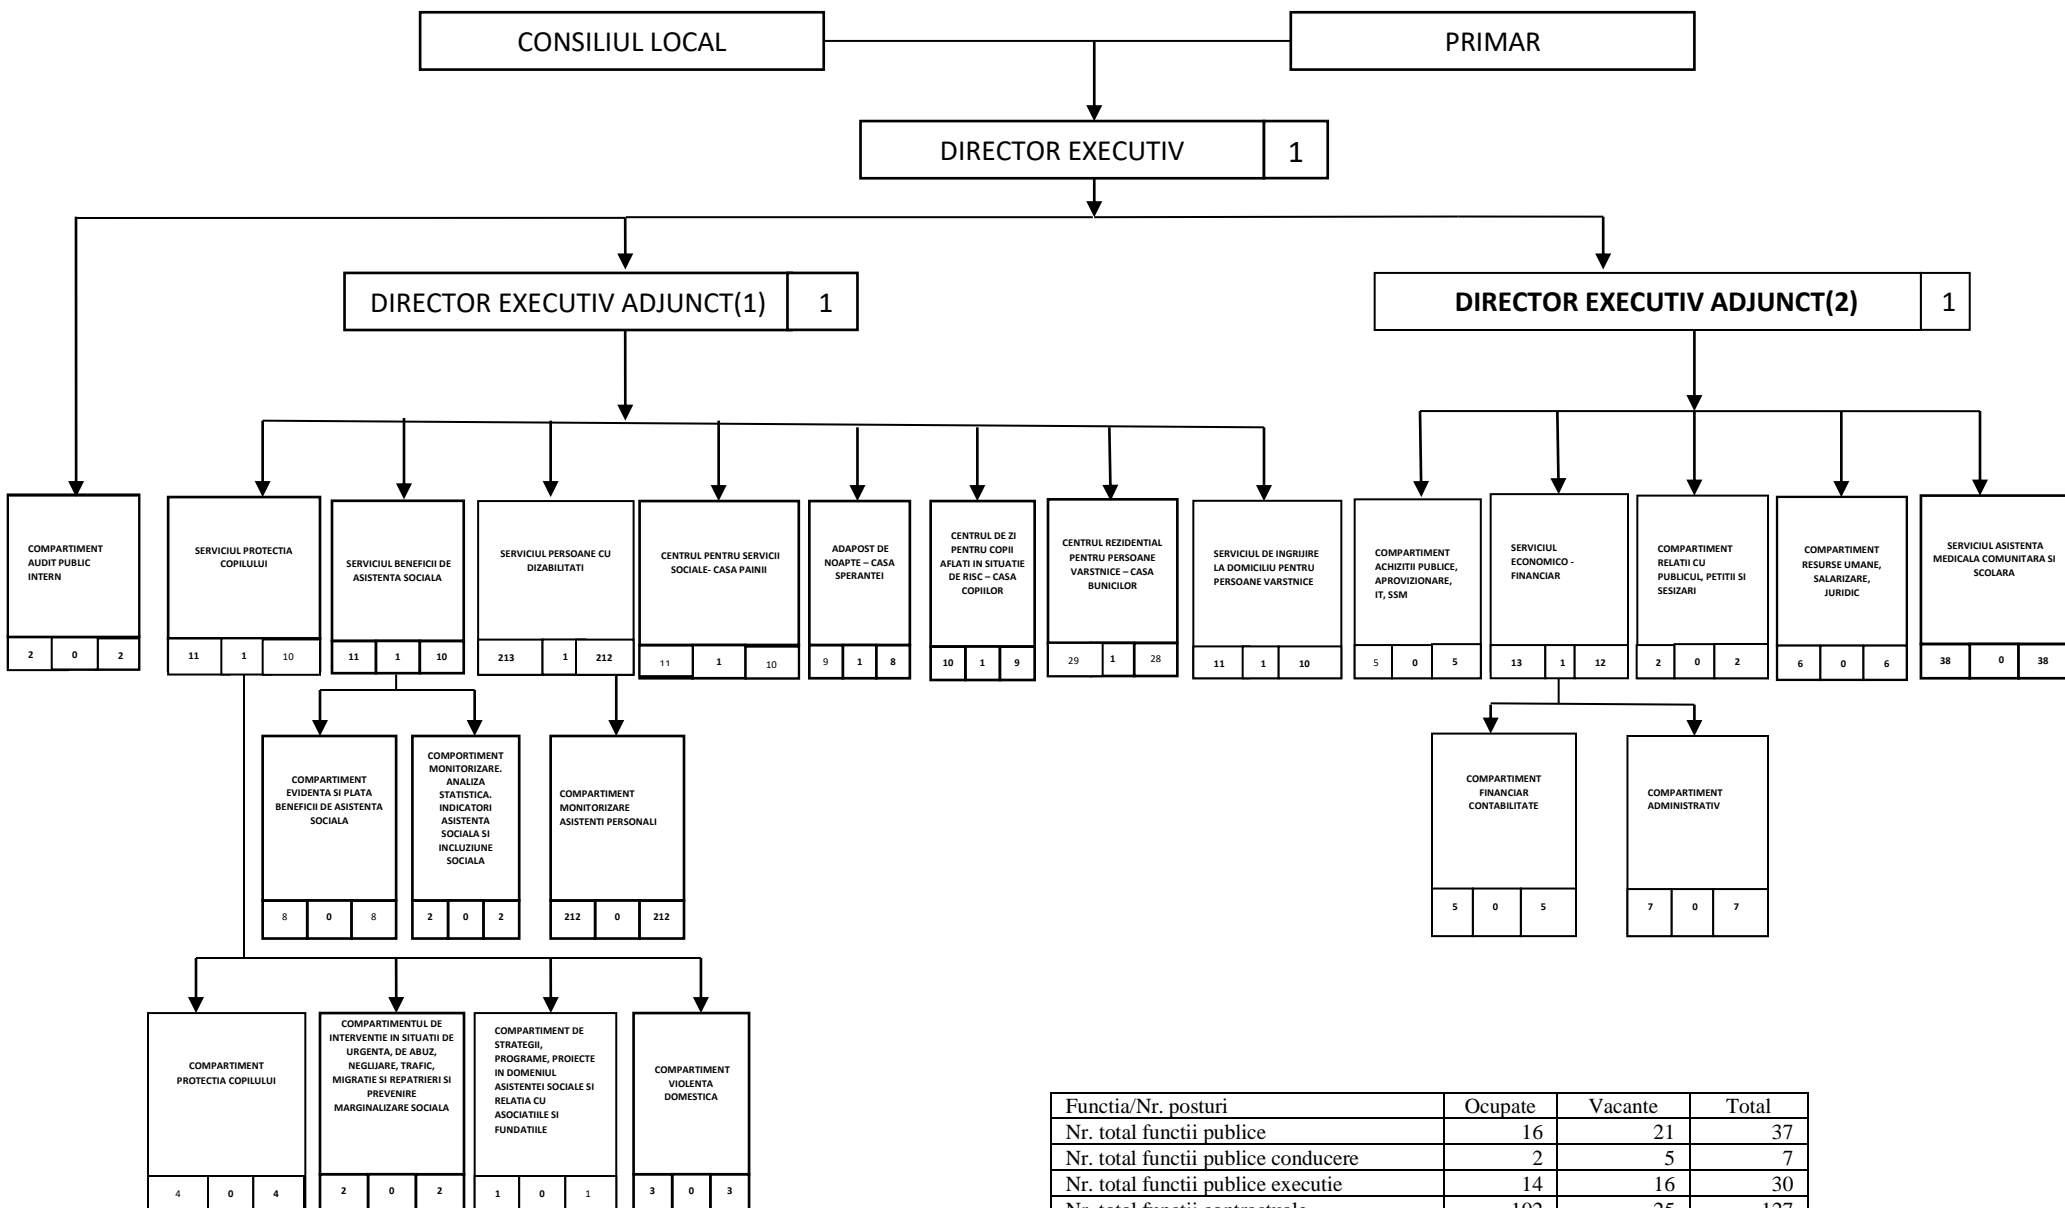 CONSILIUL LOCAL
PRIMAR
DIRECTOR EXECUTIV 1
DIRECTOR EXECUTIV ADJUNCT(1) 1
DIRECTOR EXECUTIV ADJUNCT(2) 1
COMPARTIMENT
AUDIT PUBLIC
INTERN
2 0 2
SERVICIUL PROTECTIA
COPILULUI
11 1 10
SERVICIUL BENEFICII DE
ASISTENTA SOCIALA
11 1 10
SERVICIUL PERSOANE CU
DIZABILITATI
213 1 212
CENTRUL PENTRU SERVICII
SOCIALE- CASA PAINII
11 1 10
ADAPOST DE
NOAPTE – CASA
SPERANTEI
9 1 8
CENTRUL DE ZI
PENTRU COPII
AFLATI IN SITUATIE
DE RISC – CASA
COPIILOR
10 1 9
CENTRUL REZIDENTIAL
PENTRU PERSOANE
VARSTNICE – CASA
BUNICILOR
29 1 28
SERVICIUL DE INGRIJIRE
LA DOMICILIU PENTRU
PERSOANE VARSTNICE
11 1 10
COMPARTIMENT
ACHIZITII PUBLICE,
APROVIZIONARE,
IT, SSM
5 0 5
SERVICIUL
ECONOMICO -
FINANCIAR
13 1 12
COMPARTIMENT
RELATII CU
PUBLICUL, PETITII SI
SESIZARI
2 0 2
COMPARTIMENT
RESURSE UMANE,
SALARIZARE,
JURIDIC
6 0 6
SERVICIUL ASISTENTA
MEDICALA COMUNITARA SI
SCOLARA
38 0 38
COMPARTIMENT
EVIDENTA SI PLATA
BENEFICII DE ASISTENTA
SOCIALA
8 0 8
COMPORTIMENT
MONITORIZARE.
ANALIZA
STATISTICA.
INDICATORI
ASISTENTA
SOCIALA SI
INCLUZIUNE
SOCIALA
2 0 2
COMPARTIMENT
MONITORIZARE
ASISTENTI PERSONALI
212 0 212
COMPARTIMENT
FINANCIAR
CONTABILITATE
5 0 5
COMPARTIMENT
ADMINISTRATIV
7 0 7
COMPARTIMENT
PROTECTIA COPILULUI
4 0 4
COMPARTIMENTUL DE
INTERVENTIE IN SITUATII DE
URGENTA, DE ABUZ,
NEGLIJARE, TRAFIC,
MIGRATIE SI REPATRIERI SI
PREVENIRE
MARGINALIZARE SOCIALA
2 0 2
COMPARTIMENT DE
STRATEGII,
PROGRAME, PROIECTE
IN DOMENIUL
ASISTENTEI SOCIALE SI
RELATIA CU
ASOCIATIILE SI
FUNDATIILE
1 0 1
COMPARTIMENT
VIOLENTA
DOMESTICA
3 0 3
Functia/Nr. posturi Ocupate Vacante Total
Nr. total functii publice 16 21 37
Nr. total functii publice conducere 2 5 7
Nr. total functii publice executie 14 16 30
Nr. total functii contractuale 102 25 127